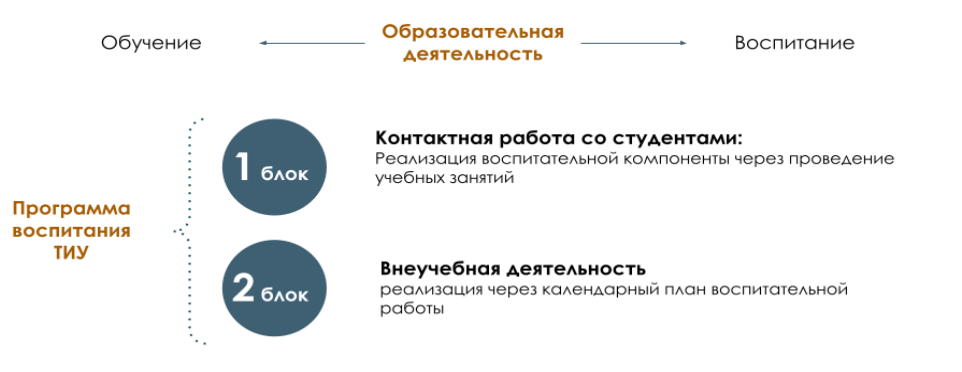 Обучение
Образовательная
деятельность
Воспитание
Программа
воспитания
ТИУ
1 блок
Контактная работа со студентами:
Реализация воспитательной компоненты через проведение
учебных занятий
2 блок
Внеучебная деятельность
реализация через календарный план воспитательной
работы